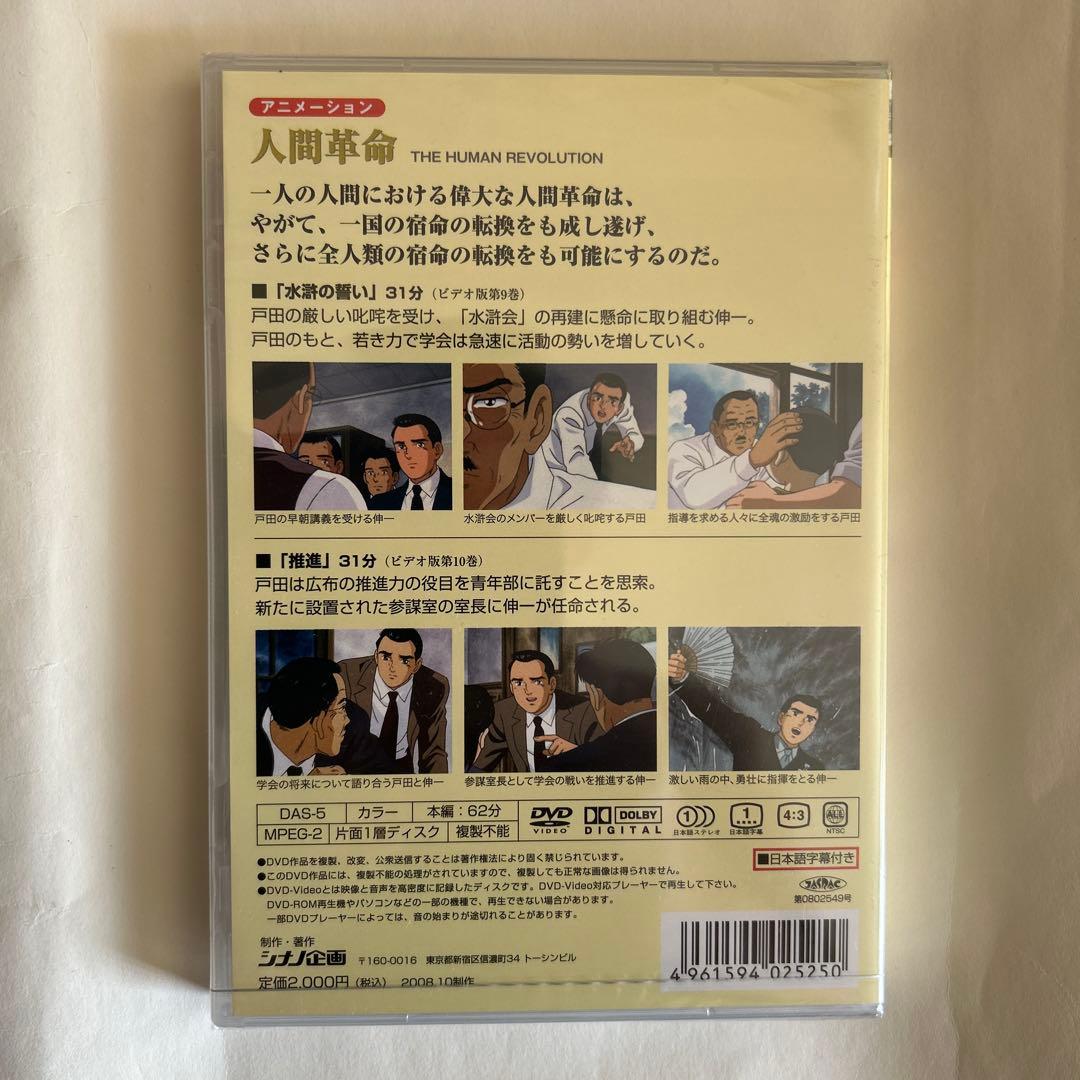 アニメーション
人間革命 THE HUMAN REVOLUTION
一人の人間における偉大な人間革命は、
やがて、一国の宿命の転換をも成し遂げ、
さらに全人類の宿命の転換をも可能にするのだ。
■「水滸の誓い」31分（ビデオ版第9巻）
戸田の厳しい叱咤を受け、「水滸会」の再建に懸命に取り組む伸一。
戸田のもと、若き力で学会は急速に活動の勢いを増していく。
戸田の早朝講義を受ける伸一 水滸会のメンバーを厳しく叱咤する戸田 指導を求める人々に全魂の激励をする戸田
■「推進」31分（ビデオ版第10巻）
戸田は広布の推進力の役目を青年部に託すことを思索。
新たに設置された参謀室の室長に伸一が任命される。
学会の将来について語り合う戸田と伸一 参謀室長として学会の戦いを推進する伸一 激しい雨の中、勇壮に指揮をとる伸一
DAS-5 カラー 本編：62分
MPEG-2 片面1層ディスク 複製不能
DVD VIDEO
DOLBY DIGITAL
1 日本語ステレオ
1 日本語字幕
4:3
ALL NTSC
●DVD作品を複製、改変、公衆送信することは著作権法により固く禁じられています。
●このDVD作品には、複製不能の処理がされていますので、複製しても正常な画像は得られません。
●DVD-Videoとは映像と音声を高密度に記録したディスクです。DVD-Video対応プレーヤーで再生して下さい。
DVD-ROM再生機やパソコンなどの一部の機種で、再生できない場合があります。
一部DVDプレーヤーによっては、音の始まりが途切れることがあります。
■日本語字幕付き
JASRAC
第0802549号
制作・著作
シナノ企画 〒160-0016 東京都新宿区信濃町34 トーシンビル
定価2,000円（税込） 2008.10制作
4 961594 025250